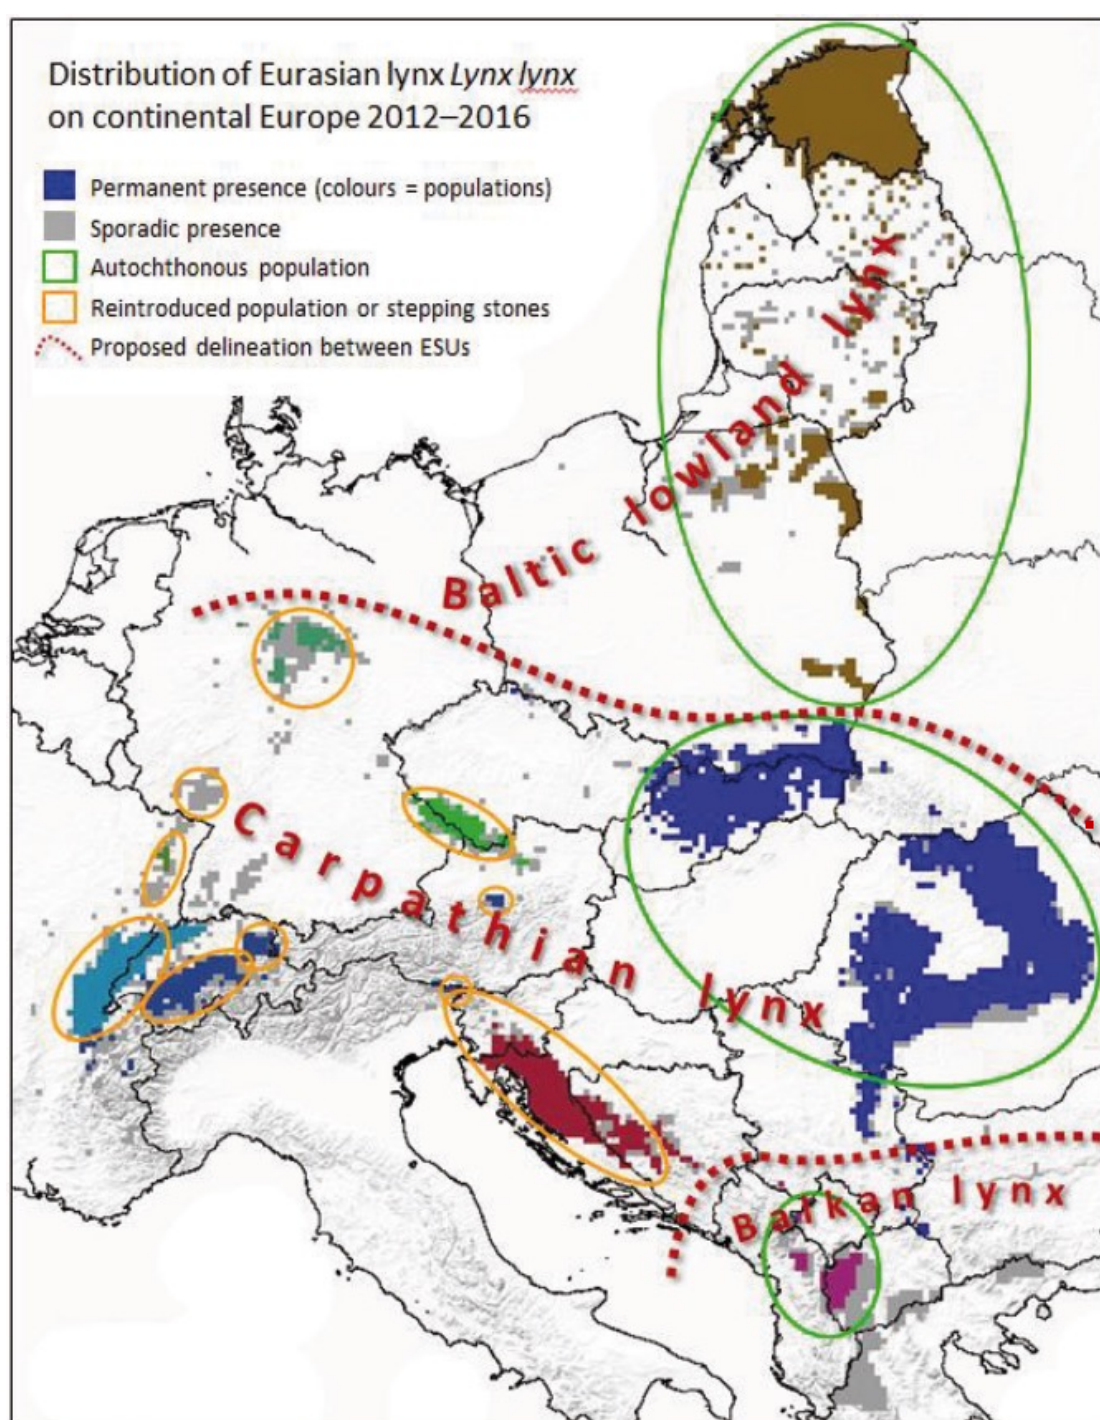 Distribution of Eurasian lynx Lynx lynx
on continental Europe 2012–2016
Permanent presence (colours = populations)
Sporadic presence
Autochthonous population
Reintroduced population or stepping stones
Proposed delineation between ESUs
Baltic lowland lynx
Carpathian lynx
Balkan lynx